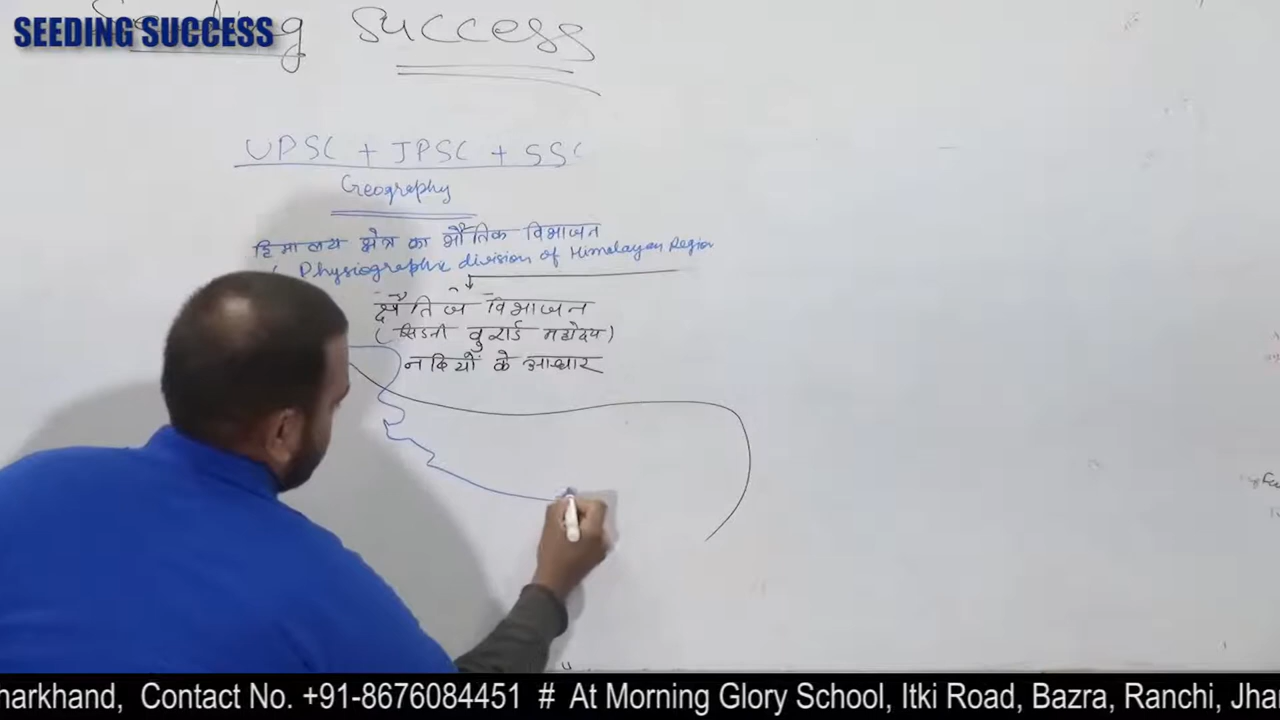 Seeding Success
SEEDING SUCCESS
UPSC + JPSC + SSC
Geography
हिमालय क्षेत्र का भौतिक विभाजन
( Physiographic division of Himalayan Region
क्षैतिज विभाजन
(सिडनी वुरार्ड महोदय)
नदियों के आधार
harkhand, Contact No. +91-8676084451 # At Morning Glory School, Itki Road, Bazra, Ranchi, Jha